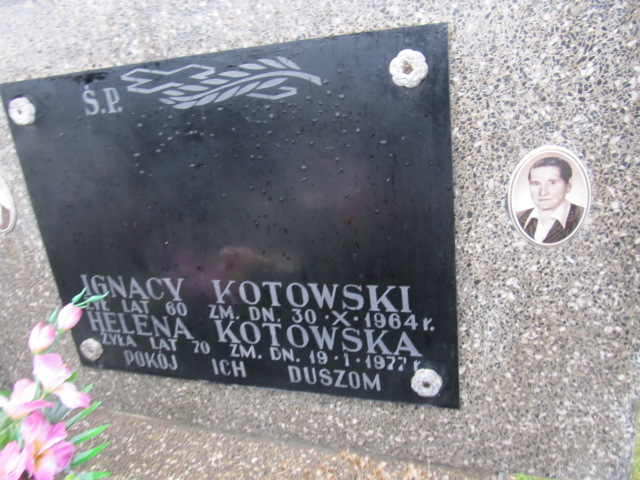 Ś.P.
IGNACY KOTOWSKI
ŻYŁ LAT 60 ZM. DN. 30·X·1964 r.
HELENA KOTOWSKA
ŻYŁA LAT 70 ZM. DN. 19·I·1977 r.
POKÓJ ICH DUSZOM